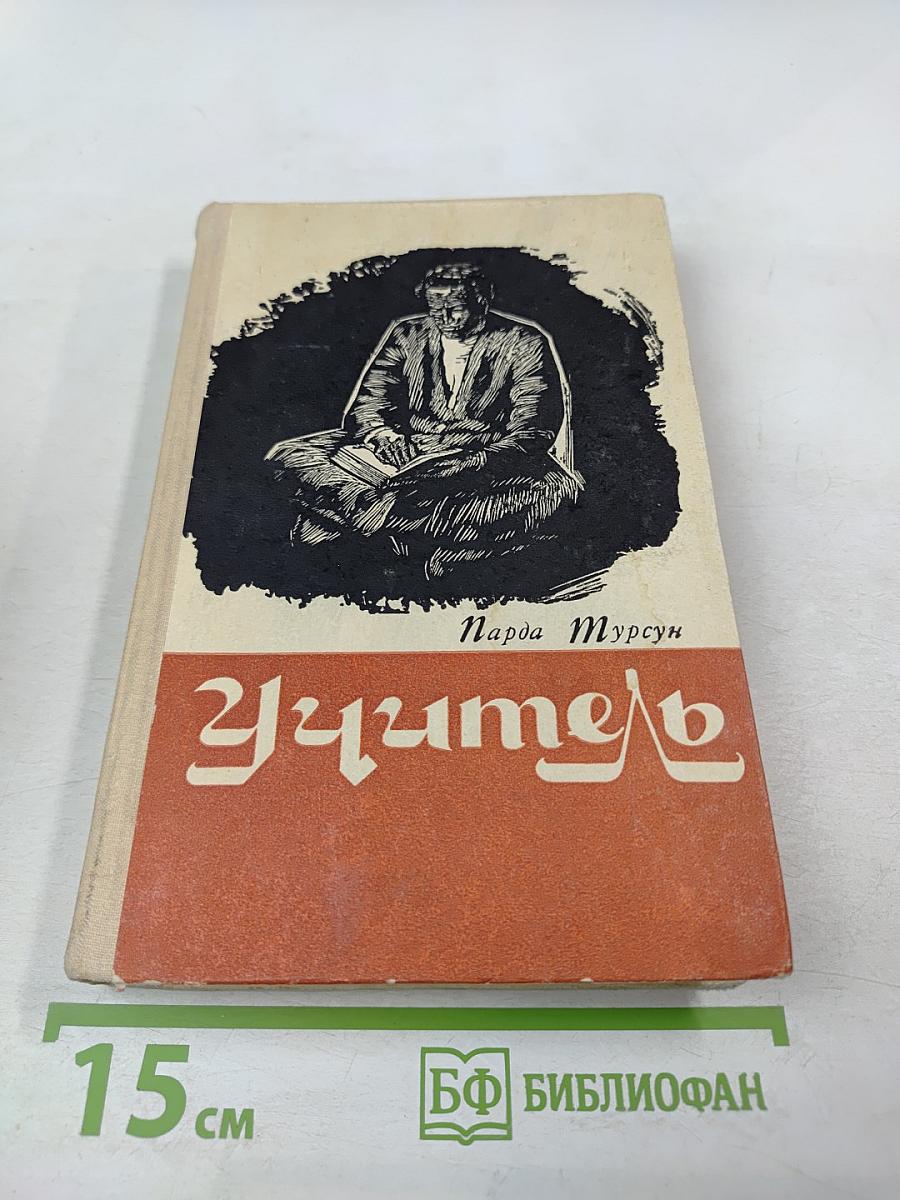 Парда Турсун
Учитель
15 см
БФ БИБЛИОФАН